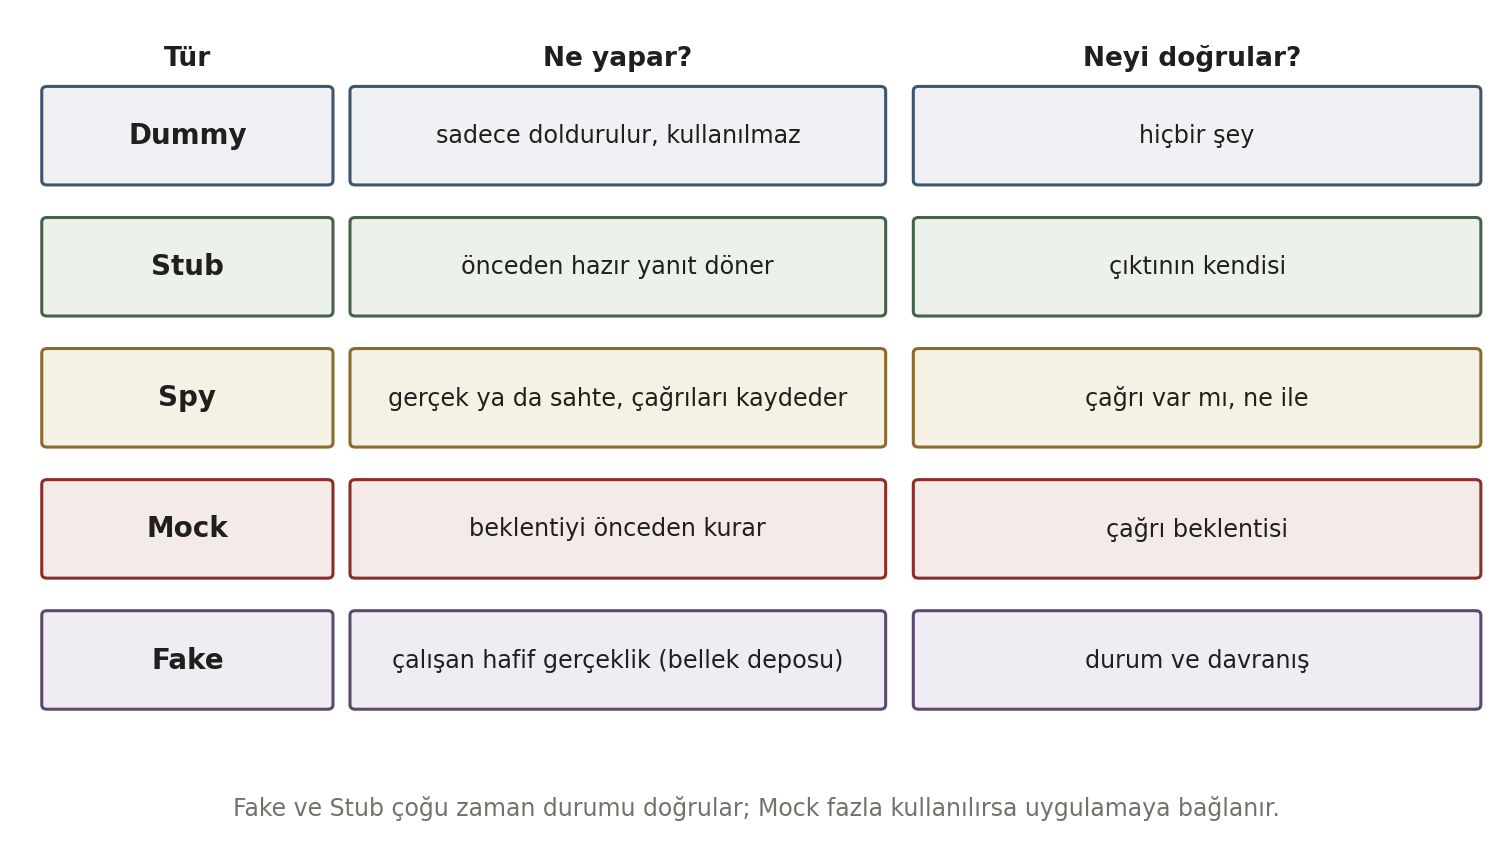 Tür Ne yapar? Neyi doğrular?
Dummy sadece doldurulur, kullanılmaz hiçbir şey
Stub önceden hazır yanıt döner çıktının kendisi
Spy gerçek ya da sahte, çağrıları kaydeder çağrı var mı, ne ile
Mock beklentiyi önceden kurar çağrı beklentisi
Fake çalışan hafif gerçeklik (bellek deposu) durum ve davranış
Fake ve Stub çoğu zaman durumu doğrular; Mock fazla kullanılırsa uygulamaya bağlanır.